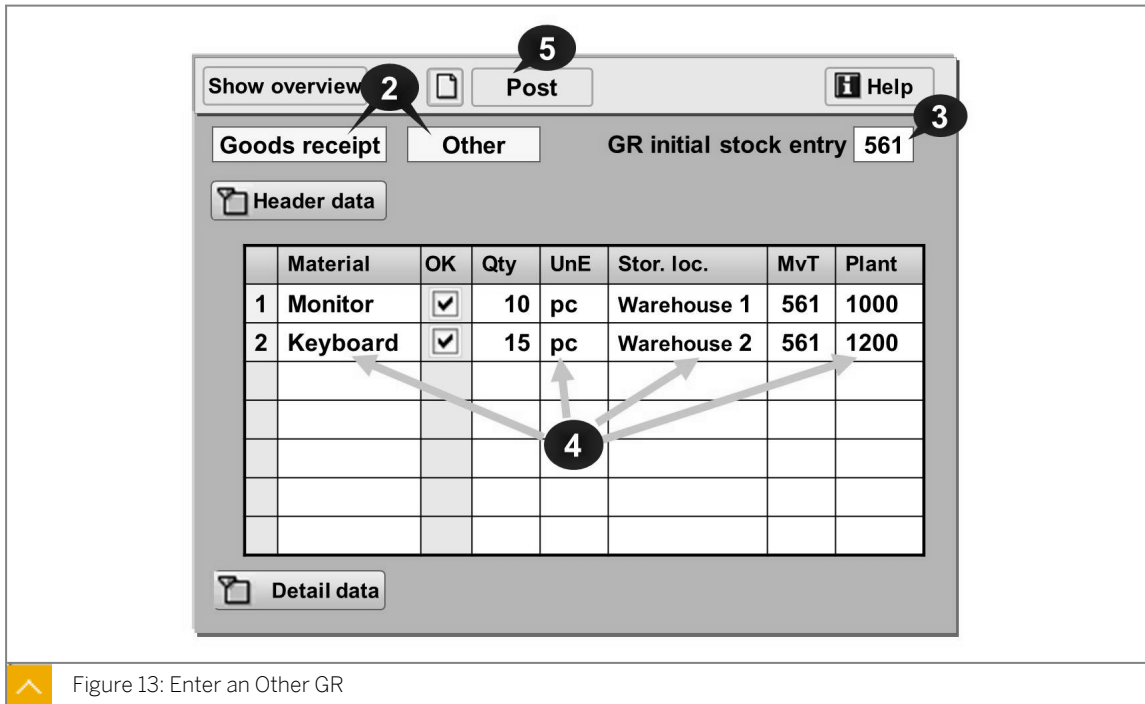 5
Show overview 2 Post Help
3
Goods receipt Other GR initial stock entry 561
Header data
Material OK Qty UnE Stor. loc. MvT Plant
1 Monitor 10 pc Warehouse 1 561 1000
2 Keyboard 15 pc Warehouse 2 561 1200
4
Detail data
Figure 13: Enter an Other GR